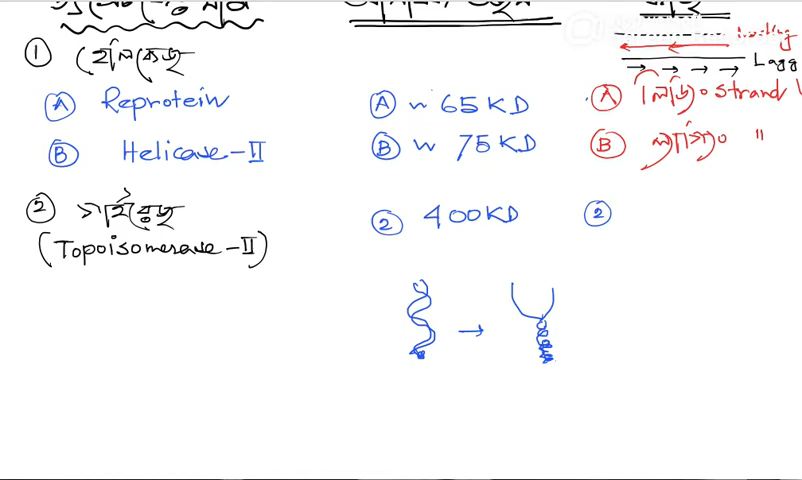 Leading
Lagg
① হেলিকেজ
Ⓐ Reprotein
Ⓐ ~ 65 KD
Ⓐ লিডিং strand
Ⓑ Helicase-II
Ⓑ ~ 75 KD
Ⓑ ল্যাগিং "
② গাইরেজ
(Topoisomerase-II)
② 400 KD
②